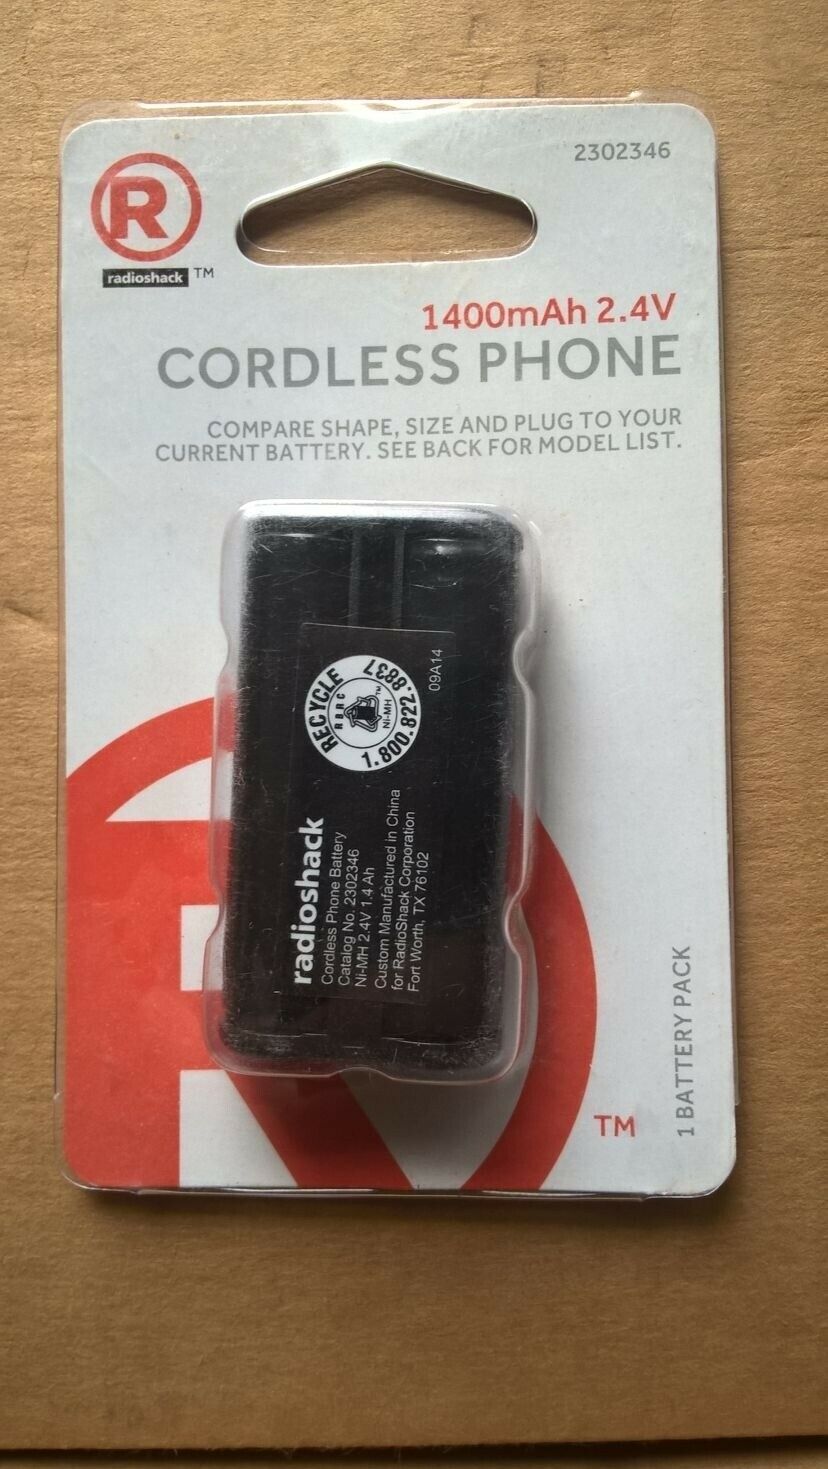 2302346
R
radioshack TM
1400mAh 2.4V
CORDLESS PHONE
COMPARE SHAPE, SIZE AND PLUG TO YOUR
CURRENT BATTERY. SEE BACK FOR MODEL LIST.
RECYCLE
1.800.822.8837
RBRC
Ni-MH
TM
09A14
radioshack
Cordless Phone Battery
Catalog No. 2302346
Ni-MH 2.4V 1.4 Ah
Custom Manufactured in China
for RadioShack Corporation
Fort Worth, TX 76102
TM
1 BATTERY PACK